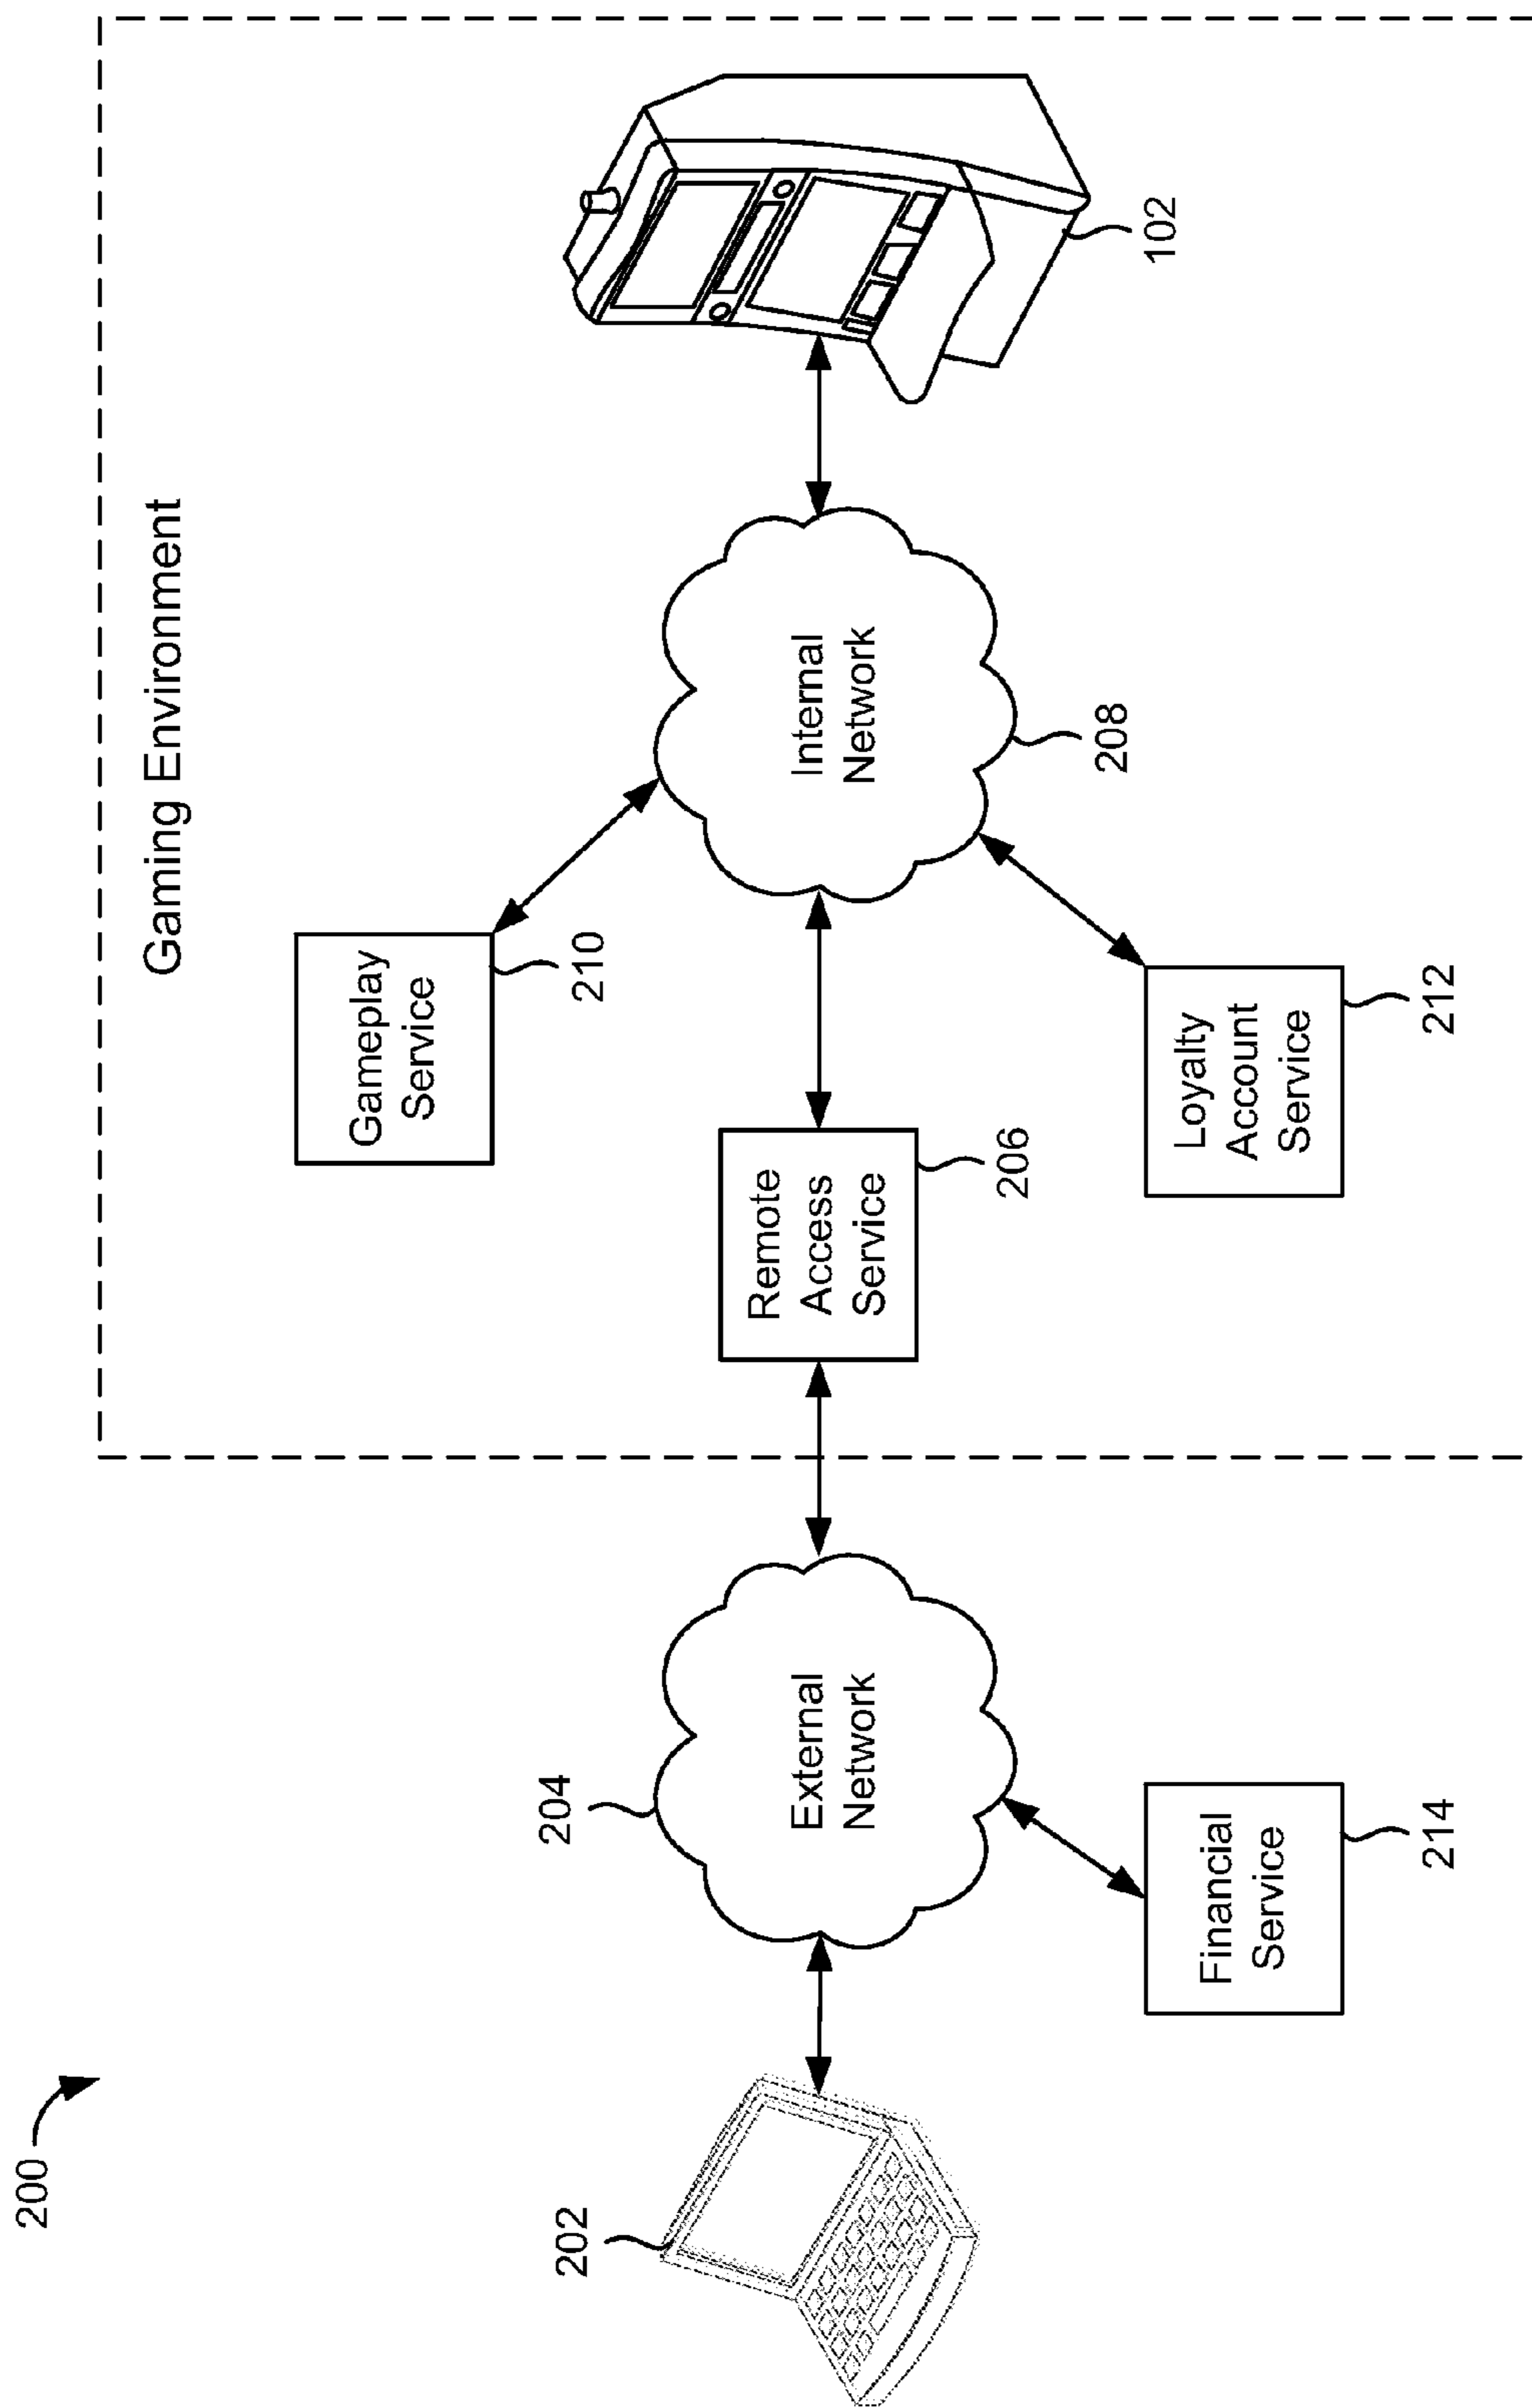 200
Gaming Environment
Gameplay
Service
210
204
202
External
Network
Remote
Access
Service
206
Internal
Network
208
102
Financial
Service
214
Loyalty
Account
Service
212